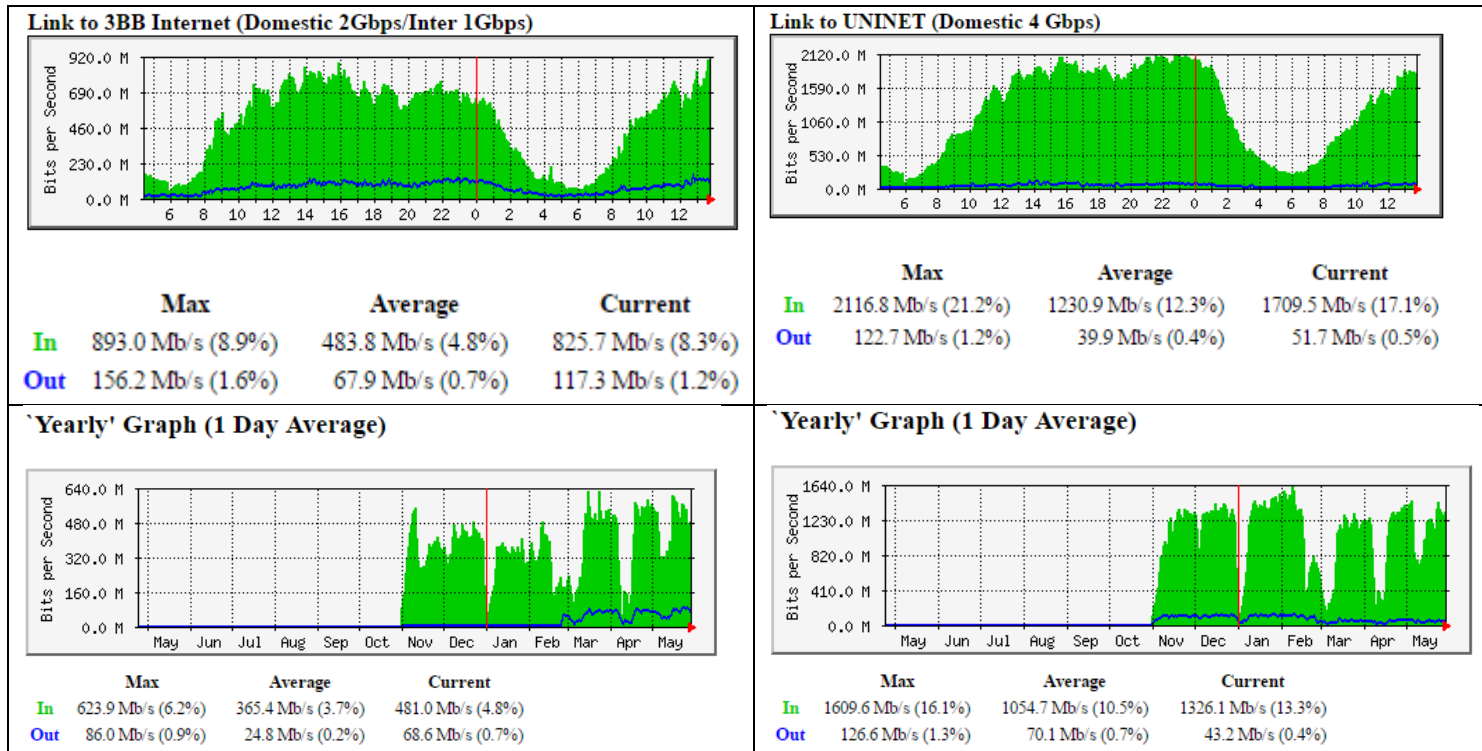 Link to 3BB Internet (Domestic 2Gbps/Inter 1Gbps)
Bits per Second
920.0 M
690.0 M
460.0 M
230.0 M
0.0 M
6 8 10 12 14 16 18 20 22 0 2 4 6 8 10 12
Max Average Current
In 893.0 Mb/s (8.9%) 483.8 Mb/s (4.8%) 825.7 Mb/s (8.3%)
Out 156.2 Mb/s (1.6%) 67.9 Mb/s (0.7%) 117.3 Mb/s (1.2%)
Link to UNINET (Domestic 4 Gbps)
Bits per Second
2120.0 M
1590.0 M
1060.0 M
530.0 M
0.0 M
6 8 10 12 14 16 18 20 22 0 2 4 6 8 10 12
Max Average Current
In 2116.8 Mb/s (21.2%) 1230.9 Mb/s (12.3%) 1709.5 Mb/s (17.1%)
Out 122.7 Mb/s (1.2%) 39.9 Mb/s (0.4%) 51.7 Mb/s (0.5%)
`Yearly' Graph (1 Day Average)
Bits per Second
640.0 M
480.0 M
320.0 M
160.0 M
0.0 M
May Jun Jul Aug Sep Oct Nov Dec Jan Feb Mar Apr May
Max Average Current
In 623.9 Mb/s (6.2%) 365.4 Mb/s (3.7%) 481.0 Mb/s (4.8%)
Out 86.0 Mb/s (0.9%) 24.8 Mb/s (0.2%) 68.6 Mb/s (0.7%)
`Yearly' Graph (1 Day Average)
Bits per Second
1640.0 M
1230.0 M
820.0 M
410.0 M
0.0 M
May Jun Jul Aug Sep Oct Nov Dec Jan Feb Mar Apr May
Max Average Current
In 1609.6 Mb/s (16.1%) 1054.7 Mb/s (10.5%) 1326.1 Mb/s (13.3%)
Out 126.6 Mb/s (1.3%) 70.1 Mb/s (0.7%) 43.2 Mb/s (0.4%)